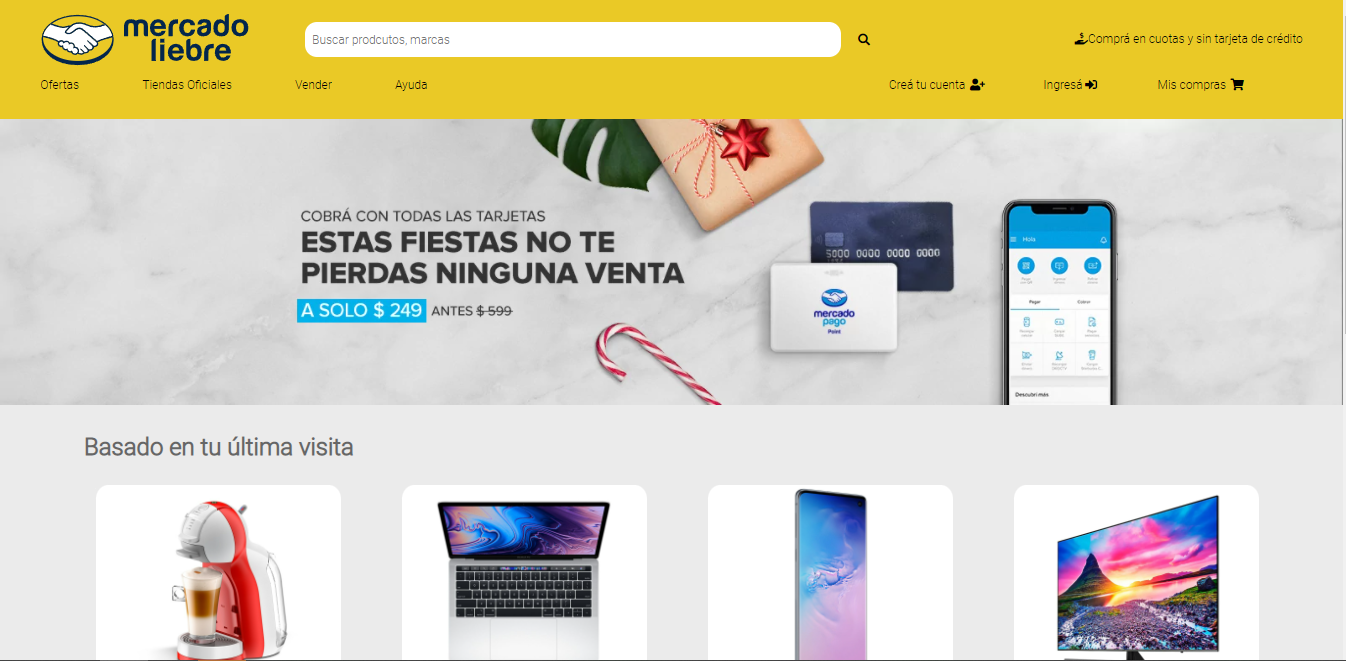 mercado
liebre
Buscar prodcutos, marcas
Comprá en cuotas y sin tarjeta de crédito
Ofertas
Tiendas Oficiales
Vender
Ayuda
Creá tu cuenta
Ingresá
Mis compras
COBRÁ CON TODAS LAS TARJETAS
ESTAS FIESTAS NO TE
PIERDAS NINGUNA VENTA
A SOLO $ 249 ANTES $ 599
5000 0000 0000 0000
mercado
pago
Point
Hola
Pagar
Cobrar
Descubrí más
Basado en tu última visita